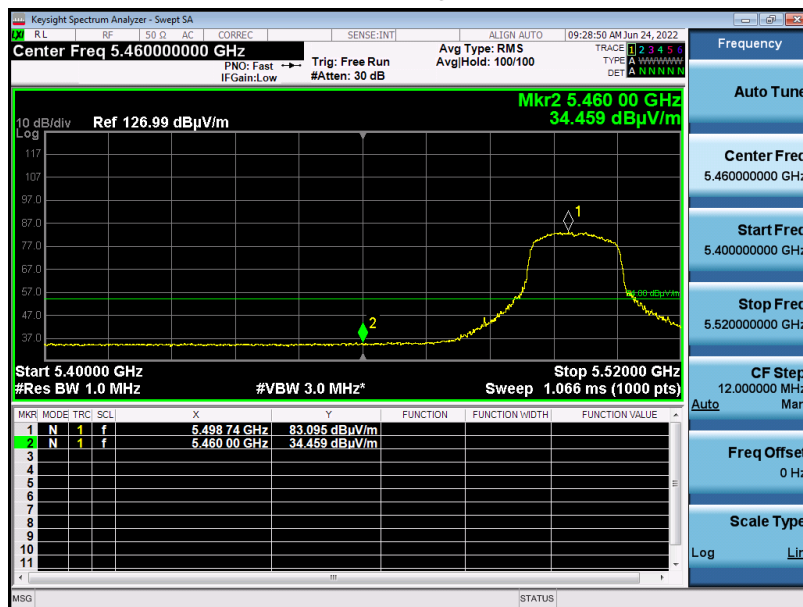 Keysight Spectrum Analyzer - Swept SA
LXI RL RF 50 Ω AC CORREC SENSE:INT ALIGN AUTO 09:28:50 AM Jun 24, 2022
Center Freq 5.460000000 GHz
PNO: Fast
IFGain:Low
Trig: Free Run
#Atten: 30 dB
Avg Type: RMS
Avg|Hold: 100/100
TRACE 1 2 3 4 5 6
TYPE A WWWWW
DET A N N N N N
Mkr2 5.460 00 GHz
34.459 dBµV/m
10 dB/div Ref 126.99 dBµV/m
Log
117
107
97.0
87.0
77.0
67.0
57.0
47.0
37.0
1
2
54.00 dBµV/m
Start 5.40000 GHz Stop 5.52000 GHz
#Res BW 1.0 MHz #VBW 3.0 MHz* Sweep 1.066 ms (1000 pts)
MKR MODE TRC SCL X Y FUNCTION FUNCTION WIDTH FUNCTION VALUE
1 N 1 f 5.498 74 GHz 83.095 dBµV/m
2 N 1 f 5.460 00 GHz 34.459 dBµV/m
3
4
5
6
7
8
9
10
11
MSG STATUS
Frequency
Auto Tune
Center Freq
5.460000000 GHz
Start Freq
5.400000000 GHz
Stop Freq
5.520000000 GHz
CF Step
12.000000 MHz
Auto Man
Freq Offset
0 Hz
Scale Type
Log Lin